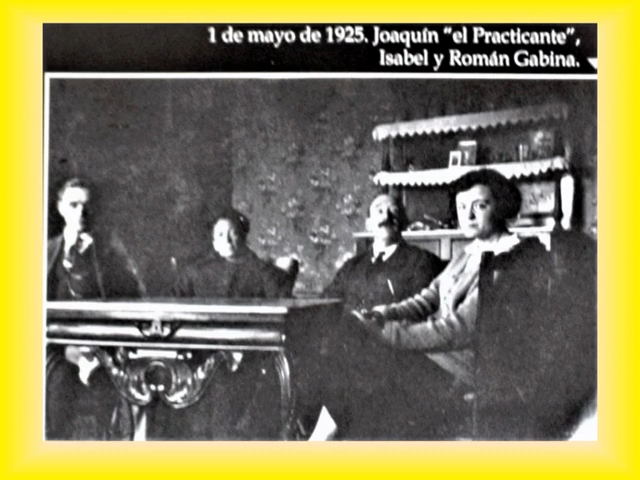 1 de mayo de 1925. Joaquín "el Practicante",
Isabel y Román Gabina.